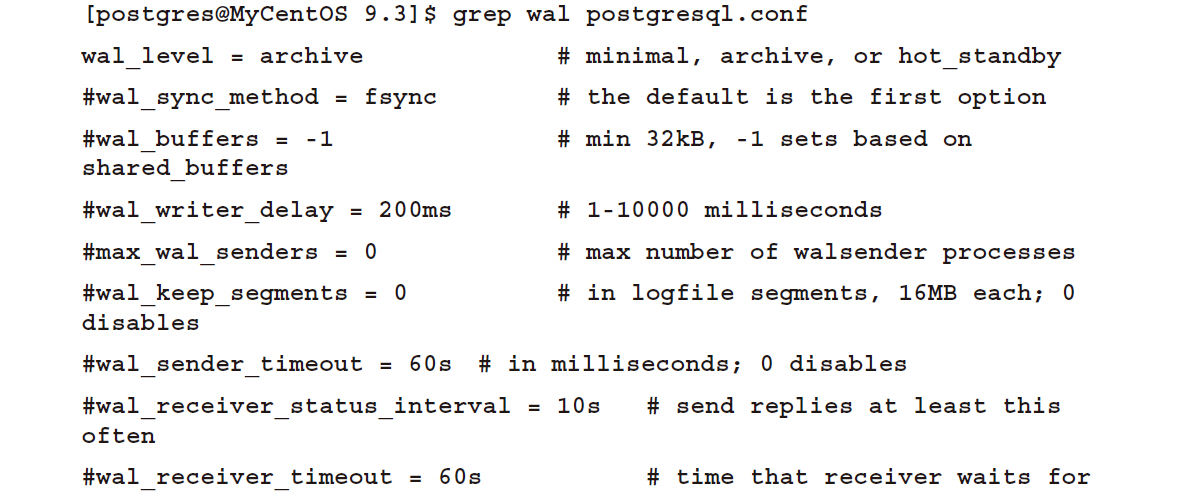 [postgres@MyCentOS 9.3]$ grep wal postgresql.conf
wal_level = archive # minimal, archive, or hot_standby
#wal_sync_method = fsync # the default is the first option
#wal_buffers = -1 # min 32kB, -1 sets based on
shared_buffers
#wal_writer_delay = 200ms # 1-10000 milliseconds
#max_wal_senders = 0 # max number of walsender processes
#wal_keep_segments = 0 # in logfile segments, 16MB each; 0
disables
#wal_sender_timeout = 60s # in milliseconds; 0 disables
#wal_receiver_status_interval = 10s # send replies at least this
often
#wal_receiver_timeout = 60s # time that receiver waits for